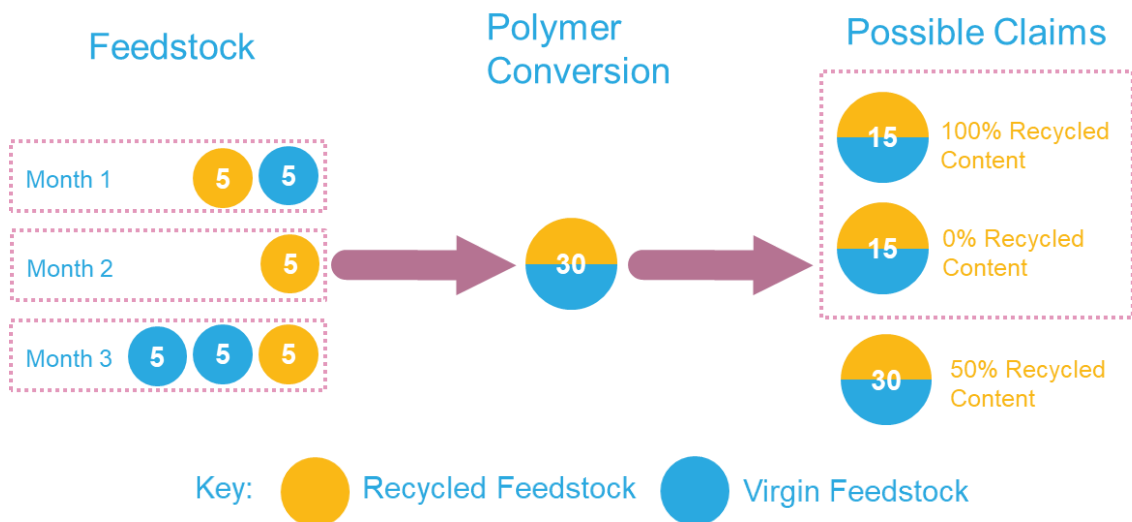 Feedstock
Polymer
Conversion
Possible Claims
Month 1
5
5
Month 2
5
Month 3
5
5
5
30
15
100% Recycled
Content
15
0% Recycled
Content
30
50% Recycled
Content
Key:
Recycled Feedstock
Virgin Feedstock